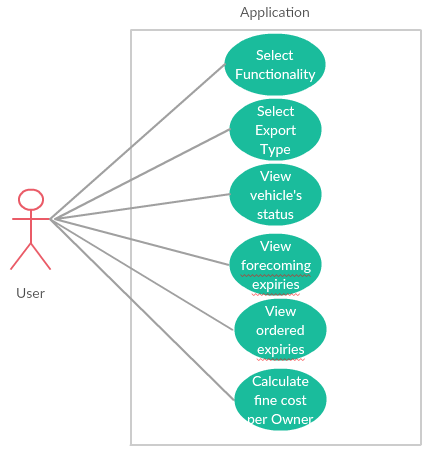 Application
Select
Functionality
Select
Export
Type
View
vehicle's
status
View
forecoming
expiries
View
ordered
expiries
Calculate
fine cost
per Owner
User